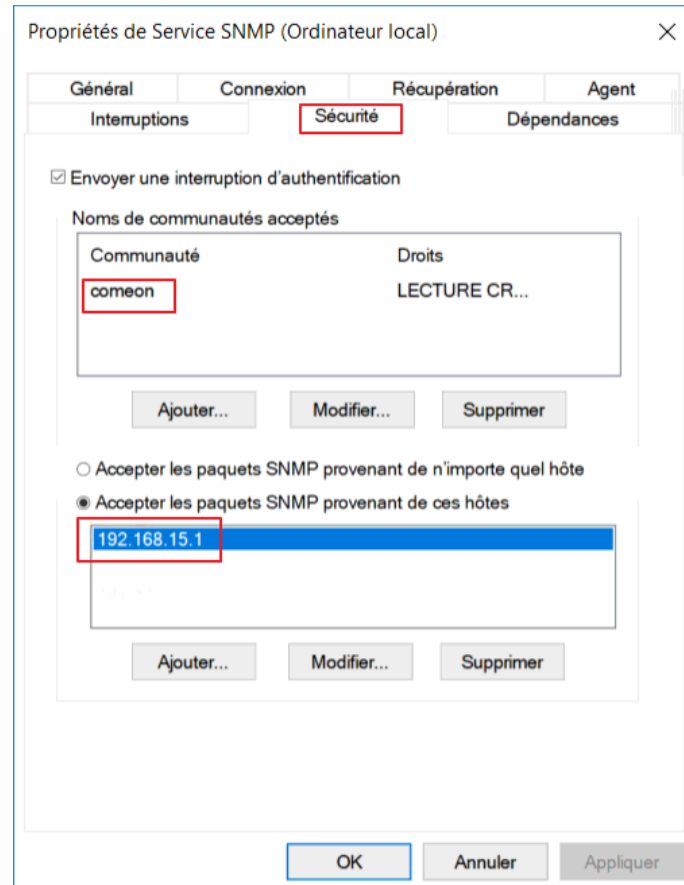 Propriétés de Service SNMP (Ordinateur local)
Général Connexion Récupération Agent
Interruptions Sécurité Dépendances
Envoyer une interruption d'authentification
Noms de communautés acceptés
Communauté Droits
comeon LECTURE CR...
Ajouter... Modifier... Supprimer
Accepter les paquets SNMP provenant de n'importe quel hôte
Accepter les paquets SNMP provenant de ces hôtes
192.168.15.1
Ajouter... Modifier... Supprimer
OK Annuler Appliquer